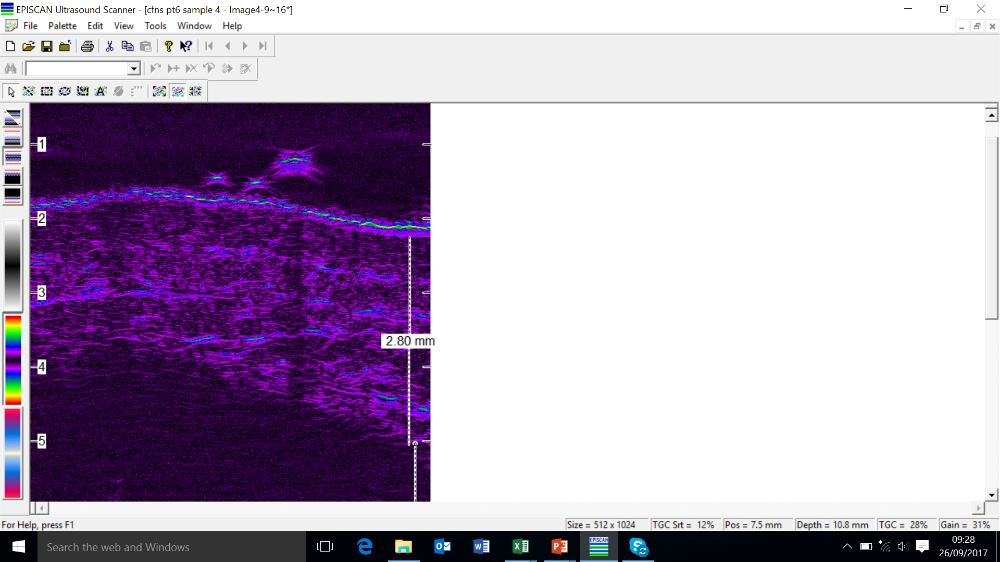 EPISCAN Ultrasound Scanner - [cfns pt6 sample 4 - Image4-9~16*]
File Palette Edit View Tools Window Help
1
2
3
2.80 mm
4
5
For Help, press F1
Size = 512 x 1024
TGC Srt = 12%
Pos = 7.5 mm
Depth = 10.8 mm
TGC = 28%
Gain = 31%
Search the web and Windows
EPISCAN
09:28
26/09/2017